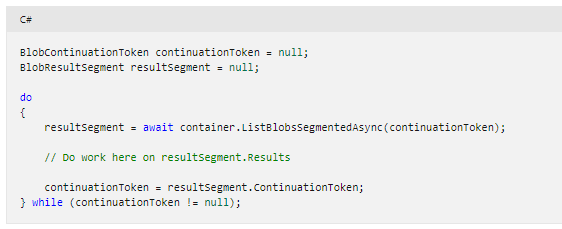 C#
BlobContinuationToken continuationToken = null;
BlobResultSegment resultSegment = null;
do
{
    resultSegment = await container.ListBlobsSegmentedAsync(continuationToken);
    // Do work here on resultSegment.Results
    continuationToken = resultSegment.ContinuationToken;
} while (continuationToken != null);